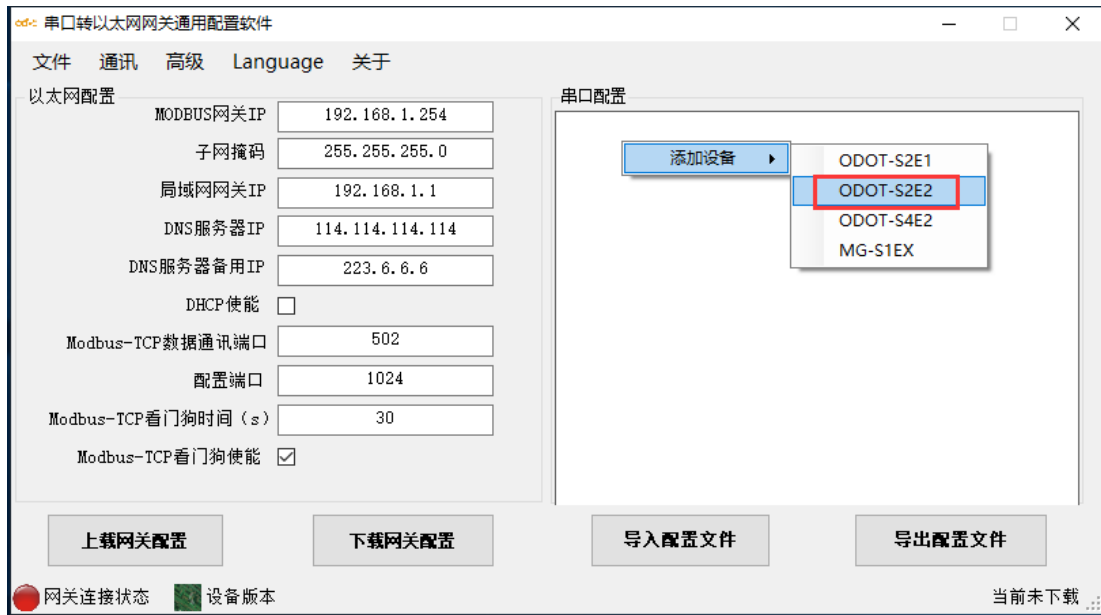 odot 串口转以太网网关通用配置软件
文件 通讯 高级 Language 关于
以太网配置
MODBUS网关IP 192.168.1.254
子网掩码 255.255.255.0
局域网网关IP 192.168.1.1
DNS服务器IP 114.114.114.114
DNS服务器备用IP 223.6.6.6
DHCP使能
Modbus-TCP数据通讯端口 502
配置端口 1024
Modbus-TCP看门狗时间（s） 30
Modbus-TCP看门狗使能
串口配置
添加设备
ODOT-S2E1
ODOT-S2E2
ODOT-S4E2
MG-S1EX
上载网关配置 下载网关配置 导入配置文件 导出配置文件
网关连接状态 设备版本 当前未下载